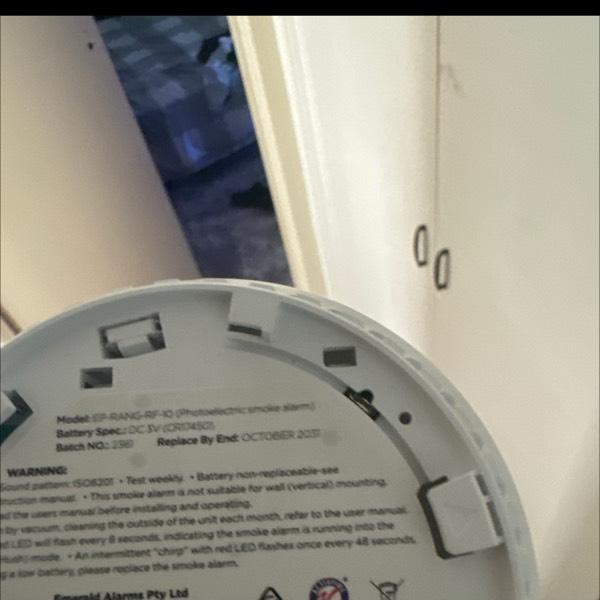 Model: EP-RANG-RF-10 (Photoelectric smoke alarm)
Battery Spec.: DC 3V (CR17450)
Batch NO.: 2361 Replace By End: OCTOBER 2031
WARNING:
Sound pattern: ISO8201 • Test weekly. • Battery non-replaceable-see
uction manual. • This smoke alarm is not suitable for wall (vertical) mounting.
d the users manual before installing and operating.
by vacuum, cleaning the outside of the unit each month, refer to the user manual.
d LED will flash every 8 seconds, indicating the smoke alarm is running into the
Hush) mode. • An intermittent "chirp" with red LED flashes once every 48 seconds,
g a low battery, please replace the smoke alarm.
Emerald Alarms Pty Ltd